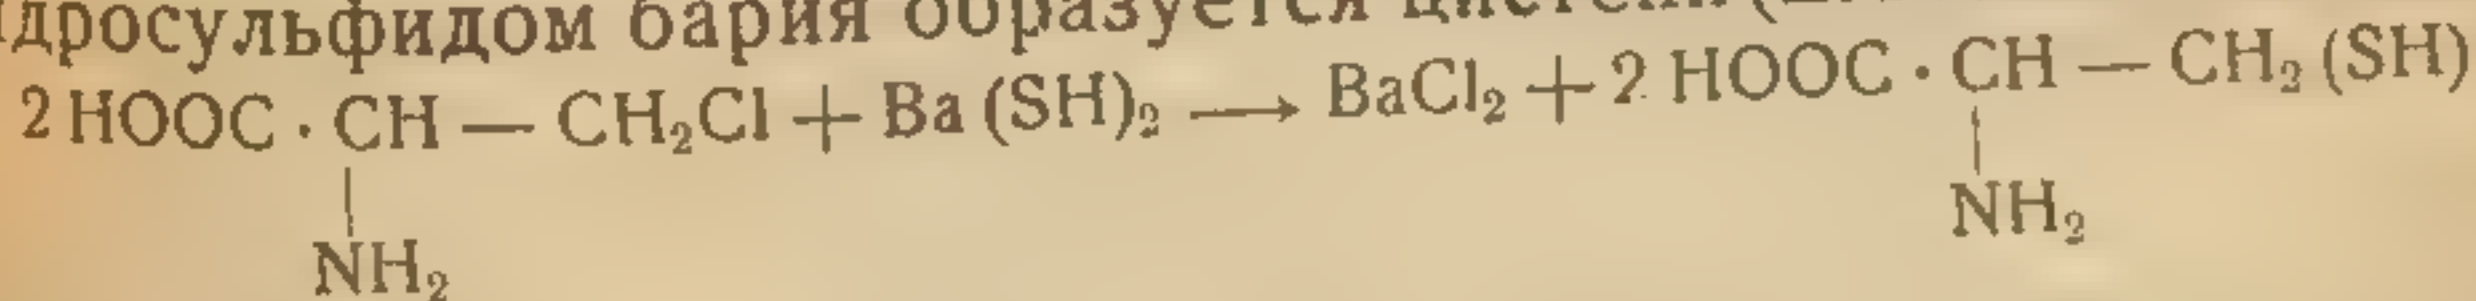 дросульфидом бария образуется цистеин
2 HOOC · CH — CH₂Cl + Ba (SH)₂ → BaCl₂ + 2 HOOC · CH — CH₂ (SH)
| |
NH₂ NH₂